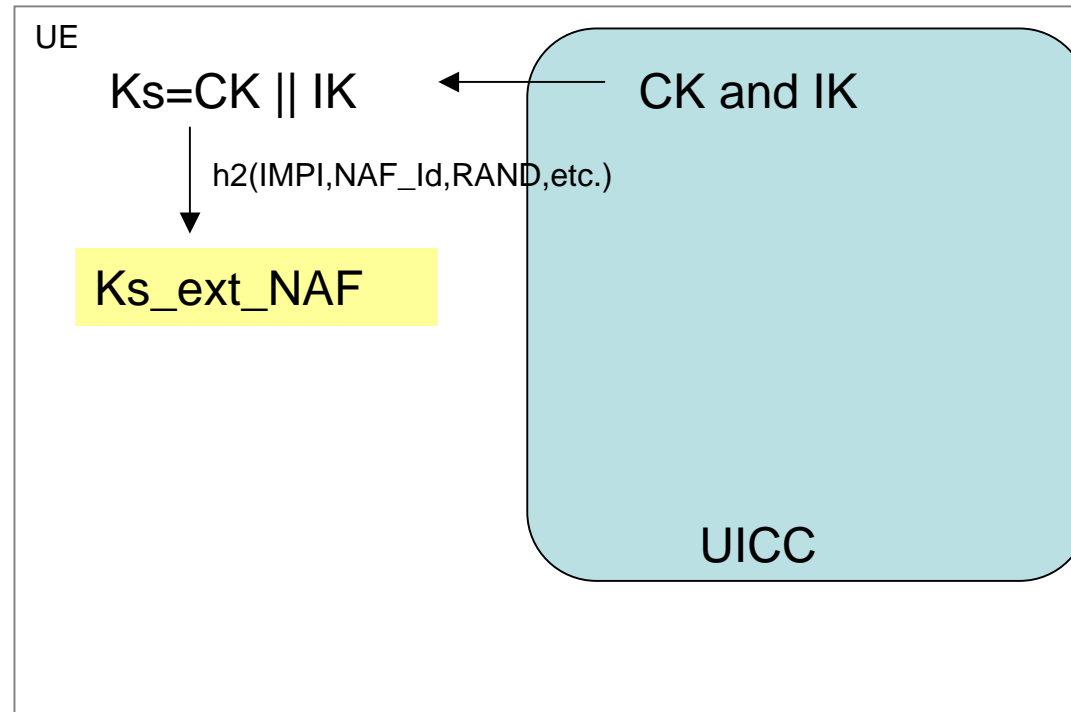 UE
Ks=CK || IK
CK and IK
h2(IMPI,NAF_Id,RAND,etc.)
Ks_ext_NAF
UICC